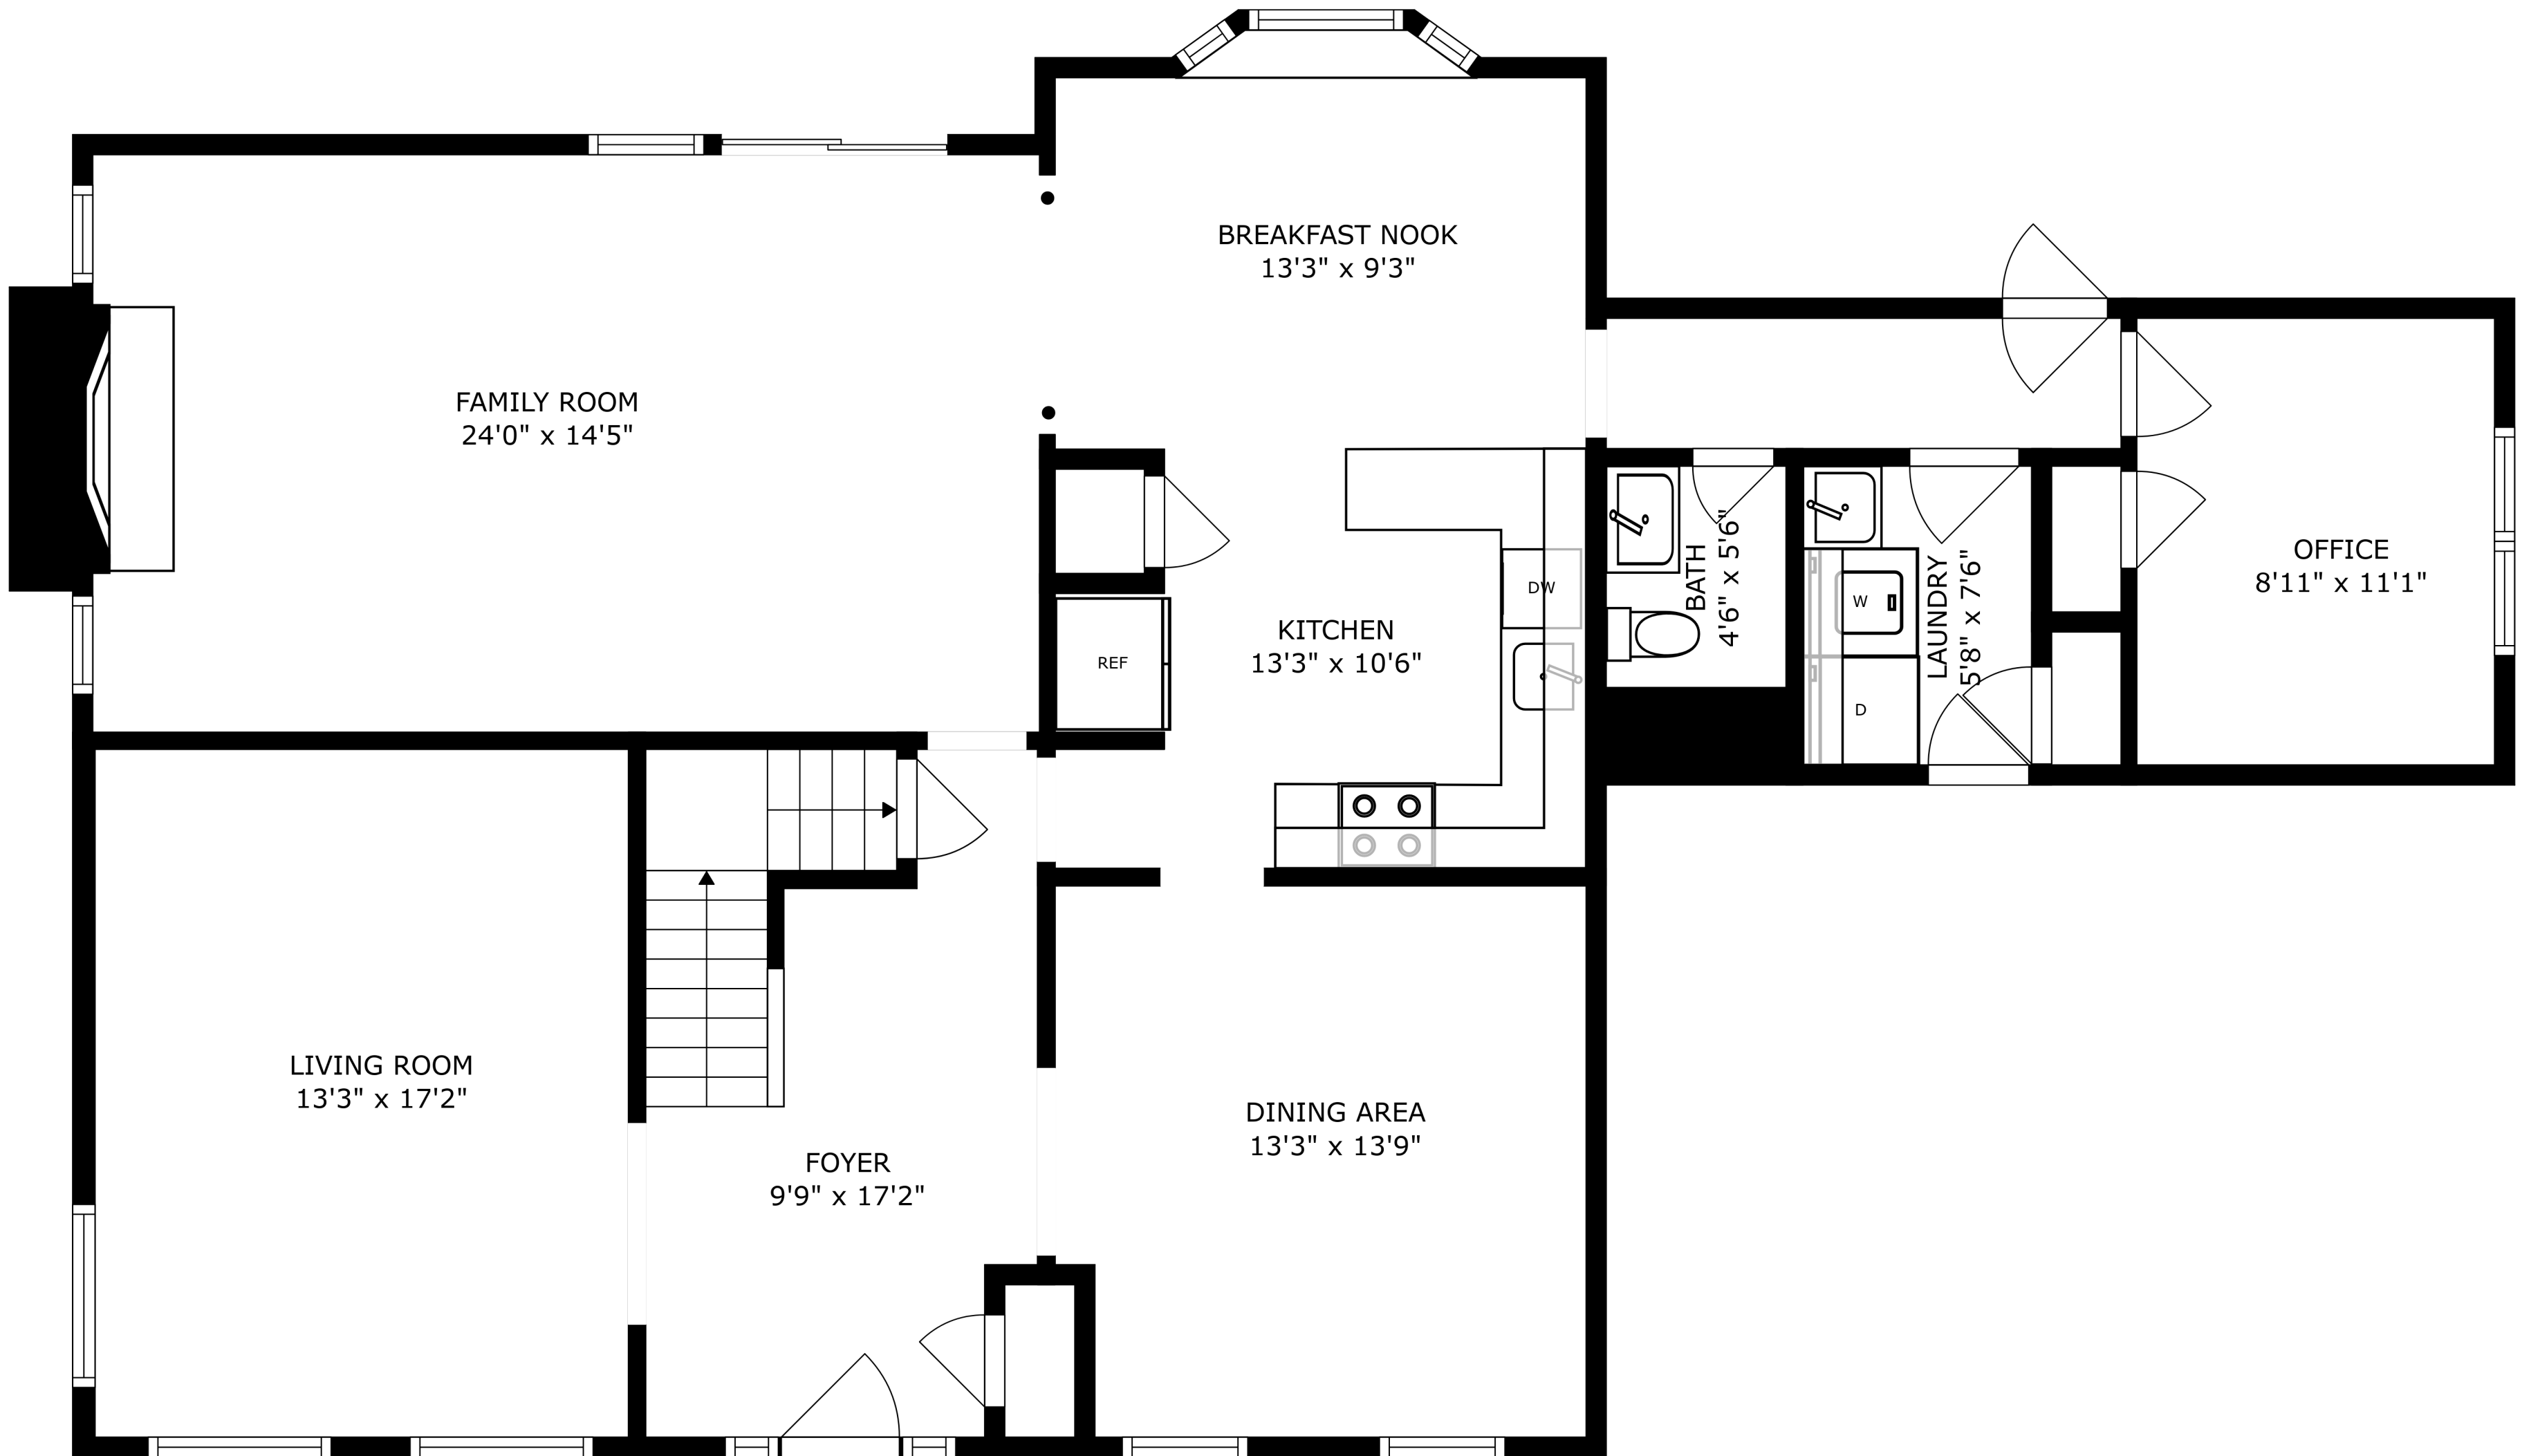 BREAKFAST NOOK
13'3" x 9'3"
FAMILY ROOM
24'0" x 14'5"
OFFICE
8'11" x 11'1"
KITCHEN
13'3" x 10'6"
REF
DW
BATH
4'6" x 5'6"
W
D
LAUNDRY
5'8" x 7'6"
LIVING ROOM
13'3" x 17'2"
DINING AREA
13'3" x 13'9"
FOYER
9'9" x 17'2"